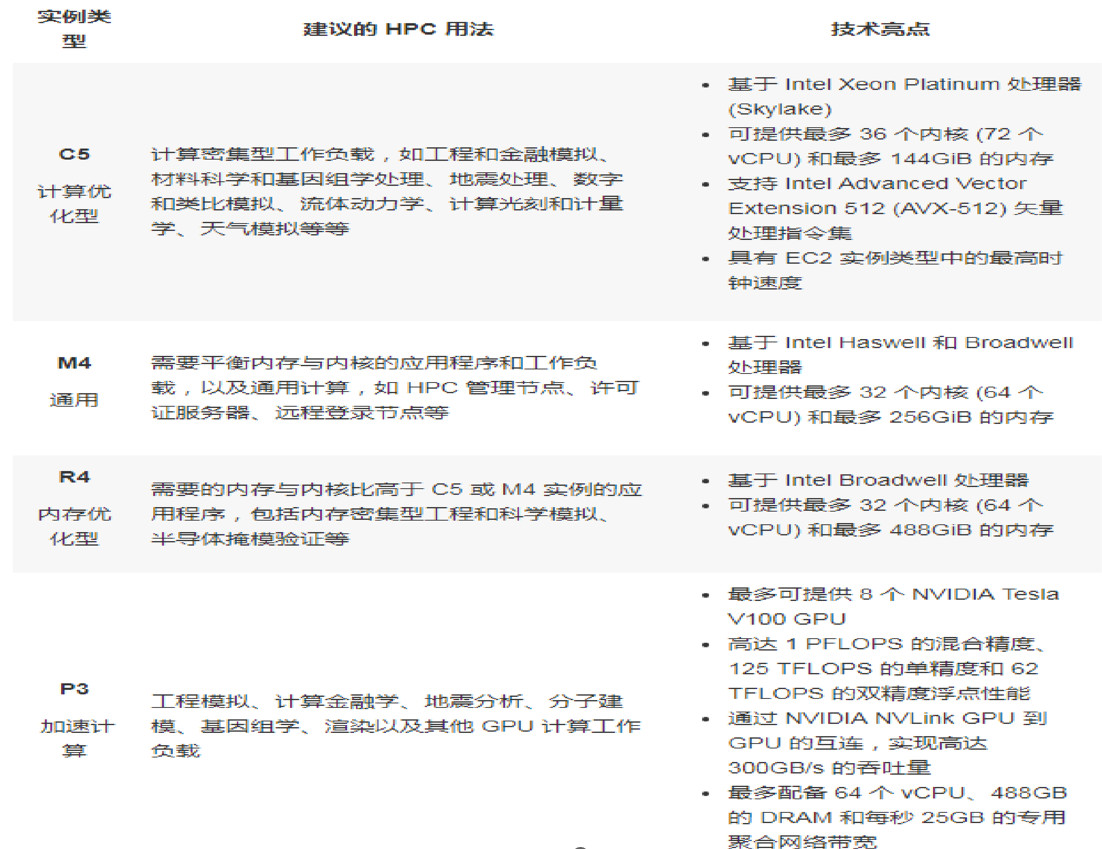 实例类
型
建议的 HPC 用法
技术亮点
C5
计算优
化型
计算密集型工作负载，如工程和金融模拟、
材料科学和基因组学处理、地震处理、数字
和类比模拟、流体动力学、计算光刻和计量
学、天气模拟等等
• 基于 Intel Xeon Platinum 处理器
(Skylake)
• 可提供最多 36 个内核 (72 个
vCPU) 和最多 144GiB 的内存
• 支持 Intel Advanced Vector
Extension 512 (AVX-512) 矢量
处理指令集
• 具有 EC2 实例类型中的最高时
钟速度
M4
通用
需要平衡内存与内核的应用程序和工作负
载，以及通用计算，如 HPC 管理节点、许可
证服务器、远程登录节点等
• 基于 Intel Haswell 和 Broadwell
处理器
• 可提供最多 32 个内核 (64 个
vCPU) 和最多 256GiB 的内存
R4
内存优
化型
需要的内存与内核比高于 C5 或 M4 实例的应
用程序，包括内存密集型工程和科学模拟、
半导体掩模验证等
• 基于 Intel Broadwell 处理器
• 可提供最多 32 个内核 (64 个
vCPU) 和最多 488GiB 的内存
P3
加速计
算
工程模拟、计算金融学、地震分析、分子建
模、基因组学、渲染以及其他 GPU 计算工作
负载
• 最多可提供 8 个 NVIDIA Tesla
V100 GPU
• 高达 1 PFLOPS 的混合精度、
125 TFLOPS 的单精度和 62
TFLOPS 的双精度浮点性能
• 通过 NVIDIA NVLink GPU 到
GPU 的互连，实现高达
300GB/s 的吞吐量
• 最多配备 64 个 vCPU、488GB
的 DRAM 和每秒 25GB 的专用
聚合网络带宽